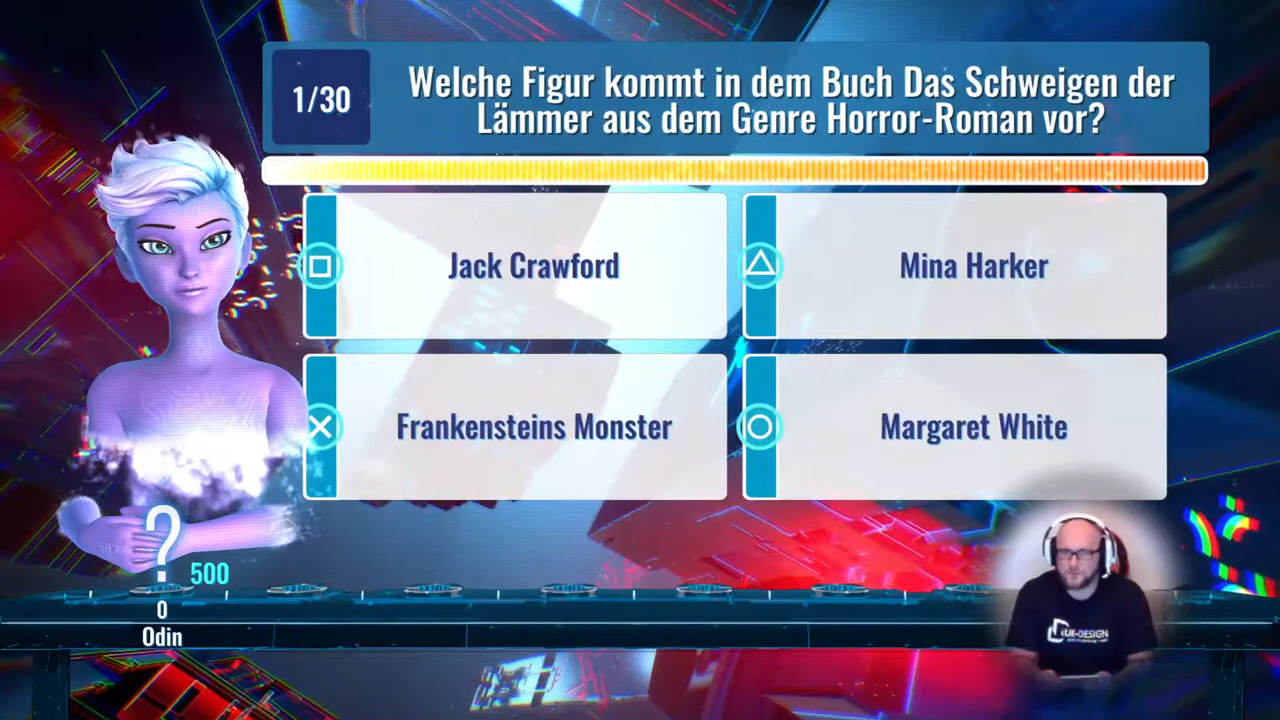 1/30
Welche Figur kommt in dem Buch Das Schweigen der
Lämmer aus dem Genre Horror-Roman vor?
Jack Crawford
Mina Harker
Frankensteins Monster
Margaret White
?
500
0
Odin